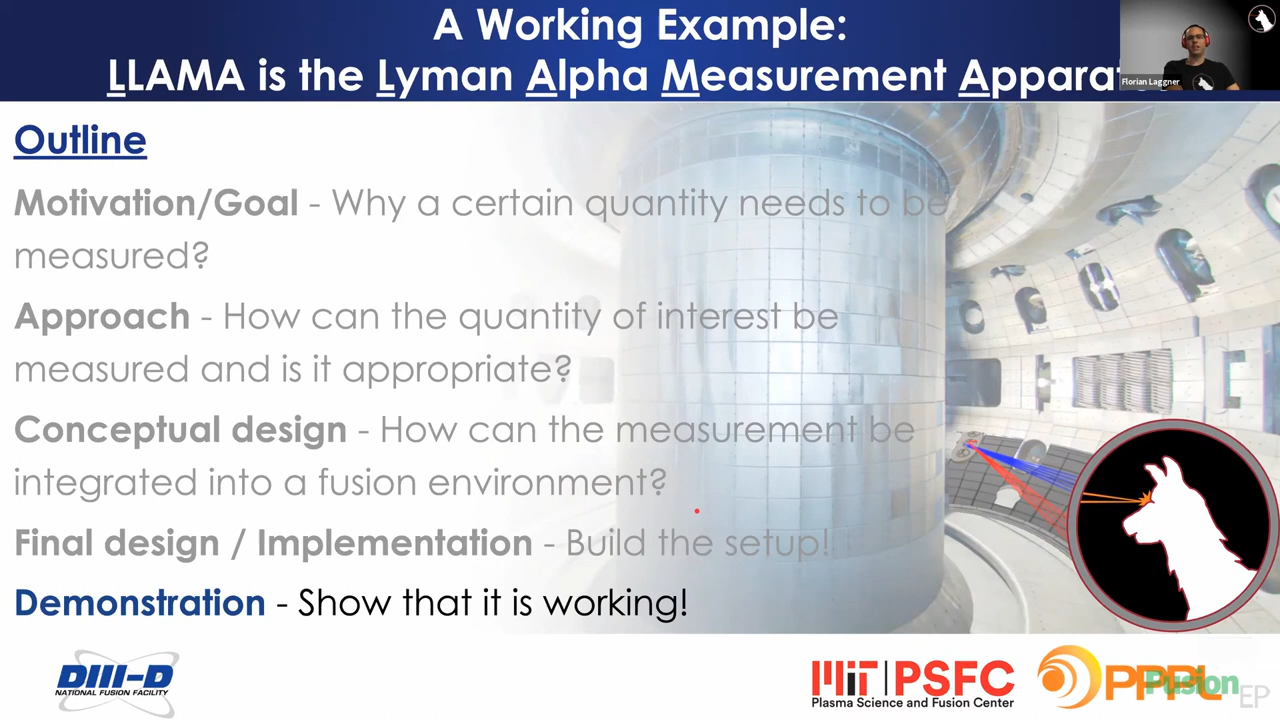 A Working Example:
LLAMA is the Lyman Alpha Measurement
Florian Laggner
Outline
Motivation/Goal - Why a certain quantity needs to be
measured?
Approach - How can the quantity of interest be
measured and is it appropriate?
Conceptual design - How can the measurement be
integrated into a fusion environment?
Final design / Implementation - Build the setup!
Demonstration - Show that it is working!
DIII-D
NATIONAL FUSION FACILITY
MIT PSFC
Plasma Science and Fusion Center
PPPL
Fusion
EP